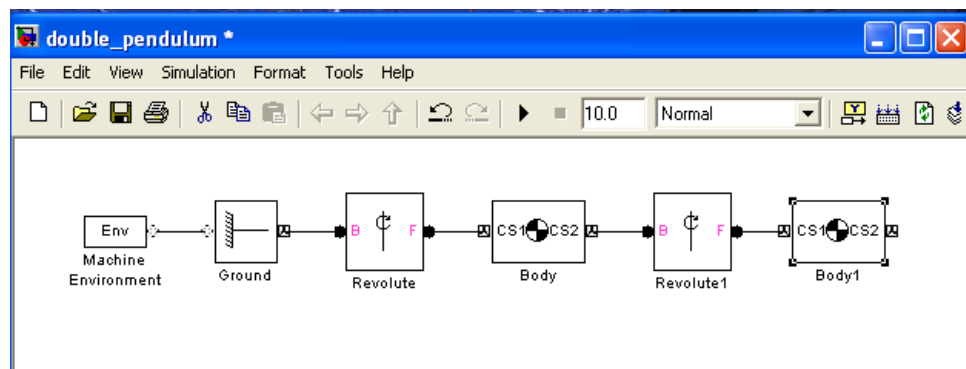 double_pendulum *
File Edit View Simulation Format Tools Help
10.0 Normal
Env B F CS1 CS2 B F CS1 CS2
Machine
Environment
Ground Revolute Body Revolute1 Body1